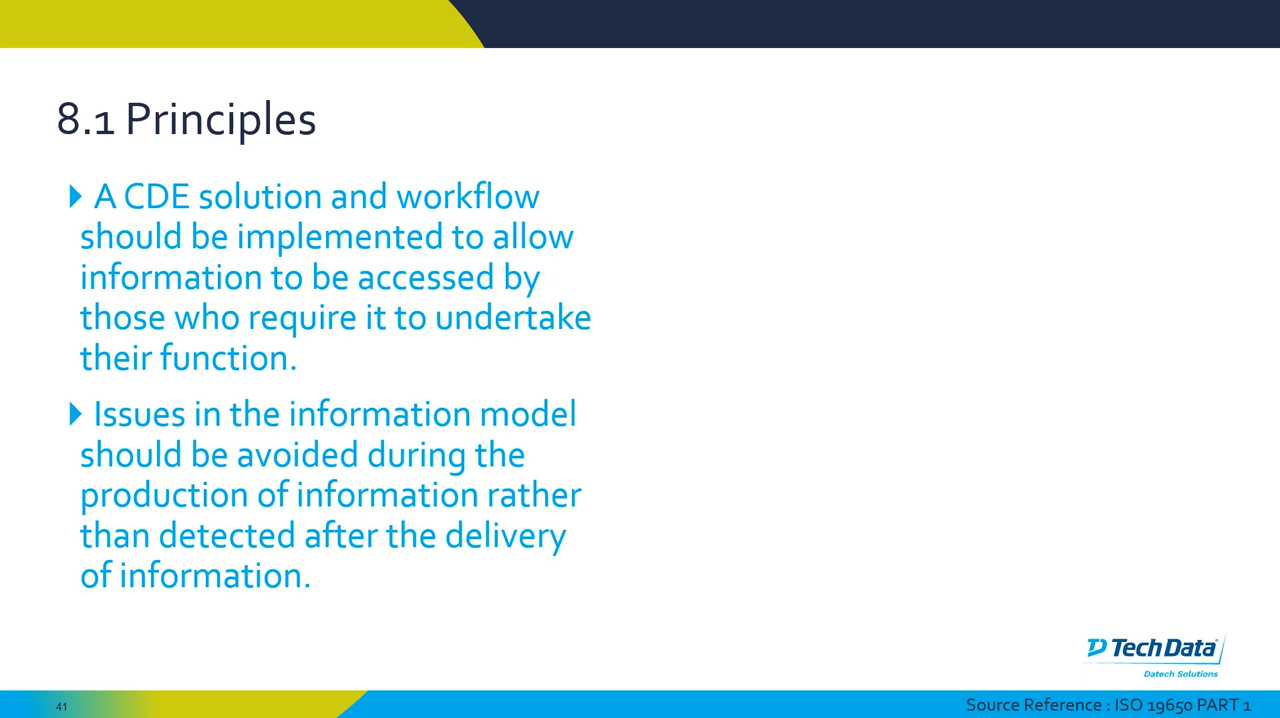 8.1 Principles
A CDE solution and workflow
should be implemented to allow
information to be accessed by
those who require it to undertake
their function.
Issues in the information model
should be avoided during the
production of information rather
than detected after the delivery
of information.
TechData
Datech Solutions
41
Source Reference : ISO 19650 PART 1